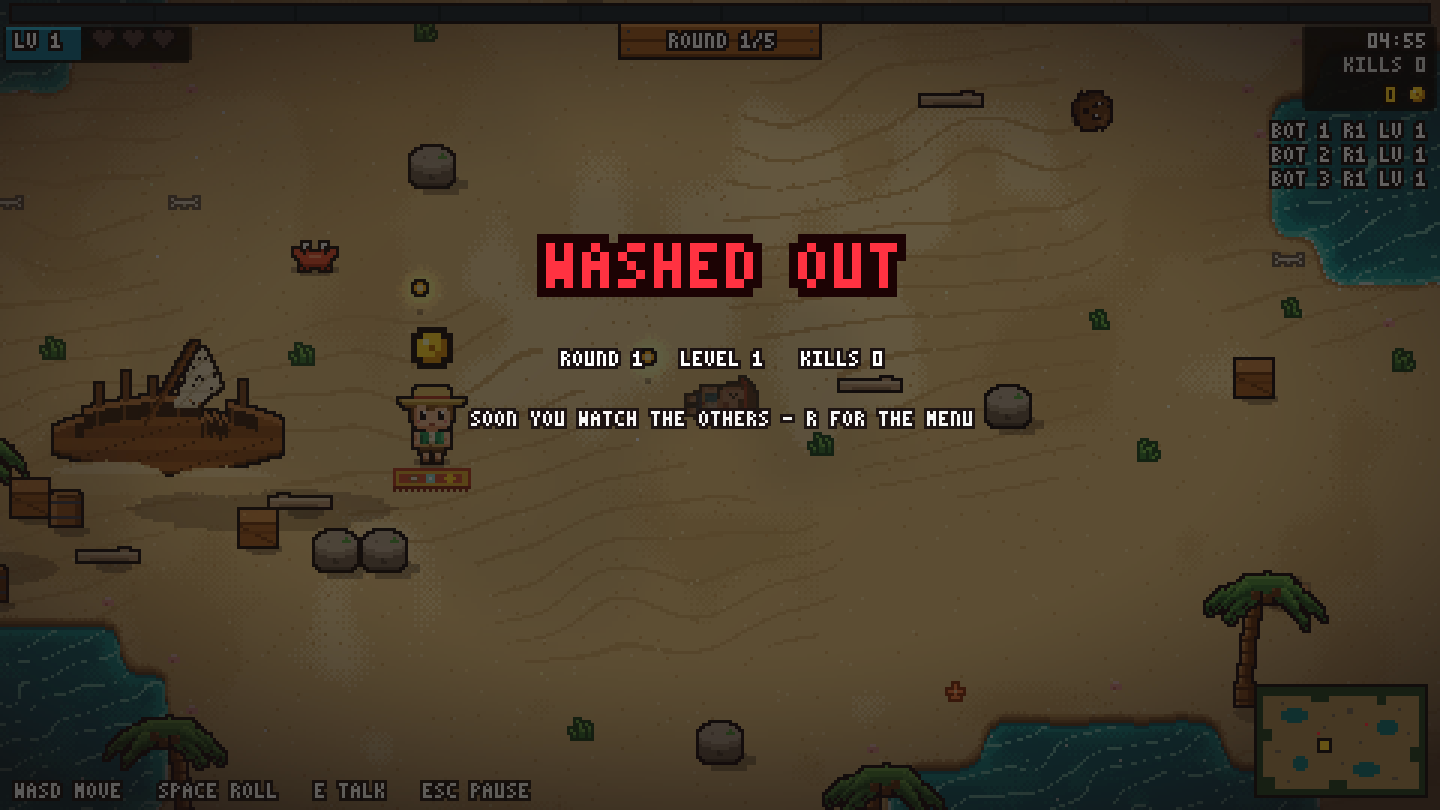 LV 1
ROUND 1/5
04:55
KILLS 0
0
BOT 1 R1 LV 1
BOT 2 R1 LV 1
BOT 3 R1 LV 1
WASHED OUT
ROUND 1 LEVEL 1 KILLS 0
SOON YOU WATCH THE OTHERS - R FOR THE MENU
WASD MOVE SPACE ROLL E TALK ESC PAUSE